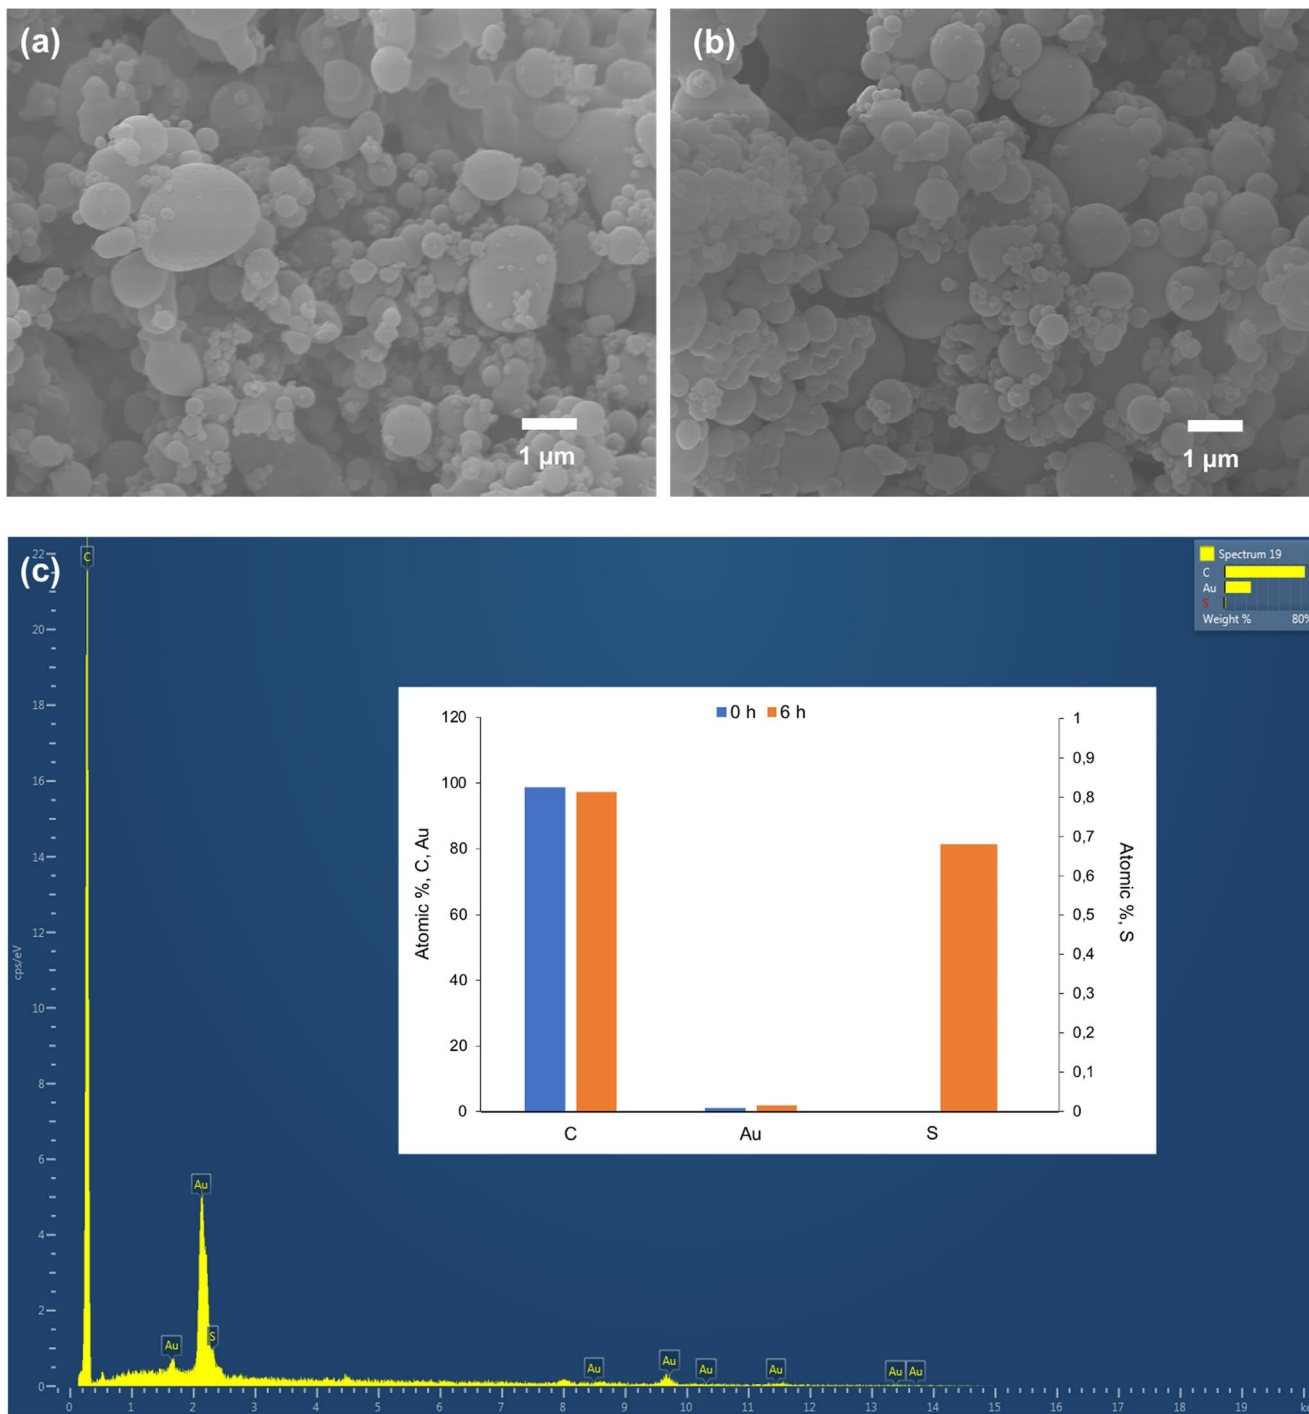 (a)
1 µm
(b)
1 µm
(c)
Spectrum 19
C
Au
S
Weight % 80%
0 h 6 h
Atomic %, C, Au
120
100
80
60
40
20
0
C Au S
1
0,9
0,8
0,7
0,6
0,5
0,4
0,3
0,2
0,1
0
Atomic %, S
cps/eV
22
20
18
16
14
12
10
8
6
4
2
0
C
Au
Au
S
Au
Au
Au
Au
Au
Au
0 1 2 3 4 5 6 7 8 9 10 11 12 13 14 15 16 17 18 19